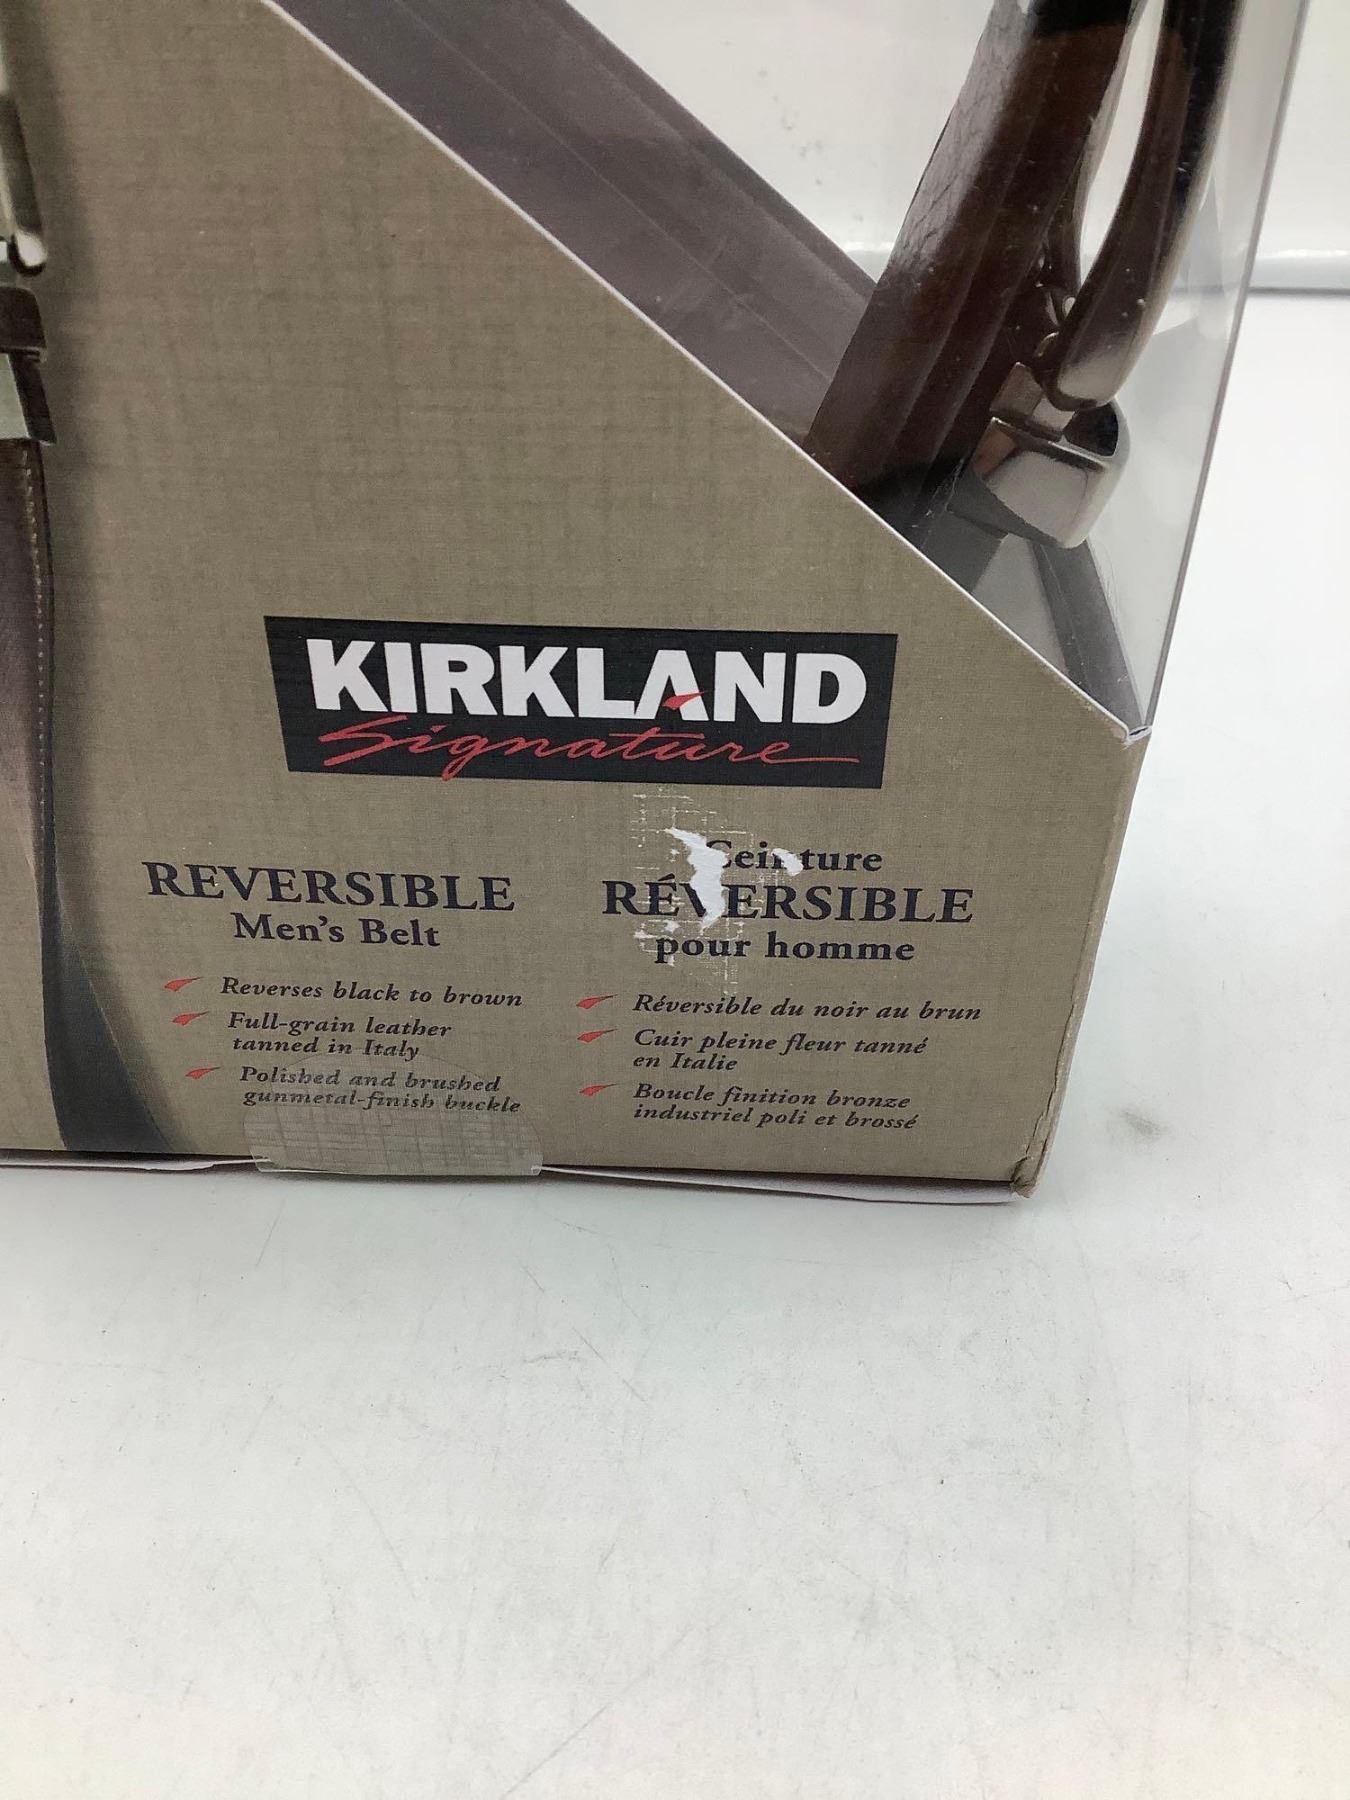 KIRKLAND
Signature
REVERSIBLE
Men's Belt
Reverses black to brown
Full-grain leather
tanned in Italy
Polished and brushed
gunmetal-finish buckle
Ceinture
RÉVERSIBLE
pour homme
Réversible du noir au brun
Cuir pleine fleur tanné
en Italie
Boucle finition bronze
industriel poli et brossé